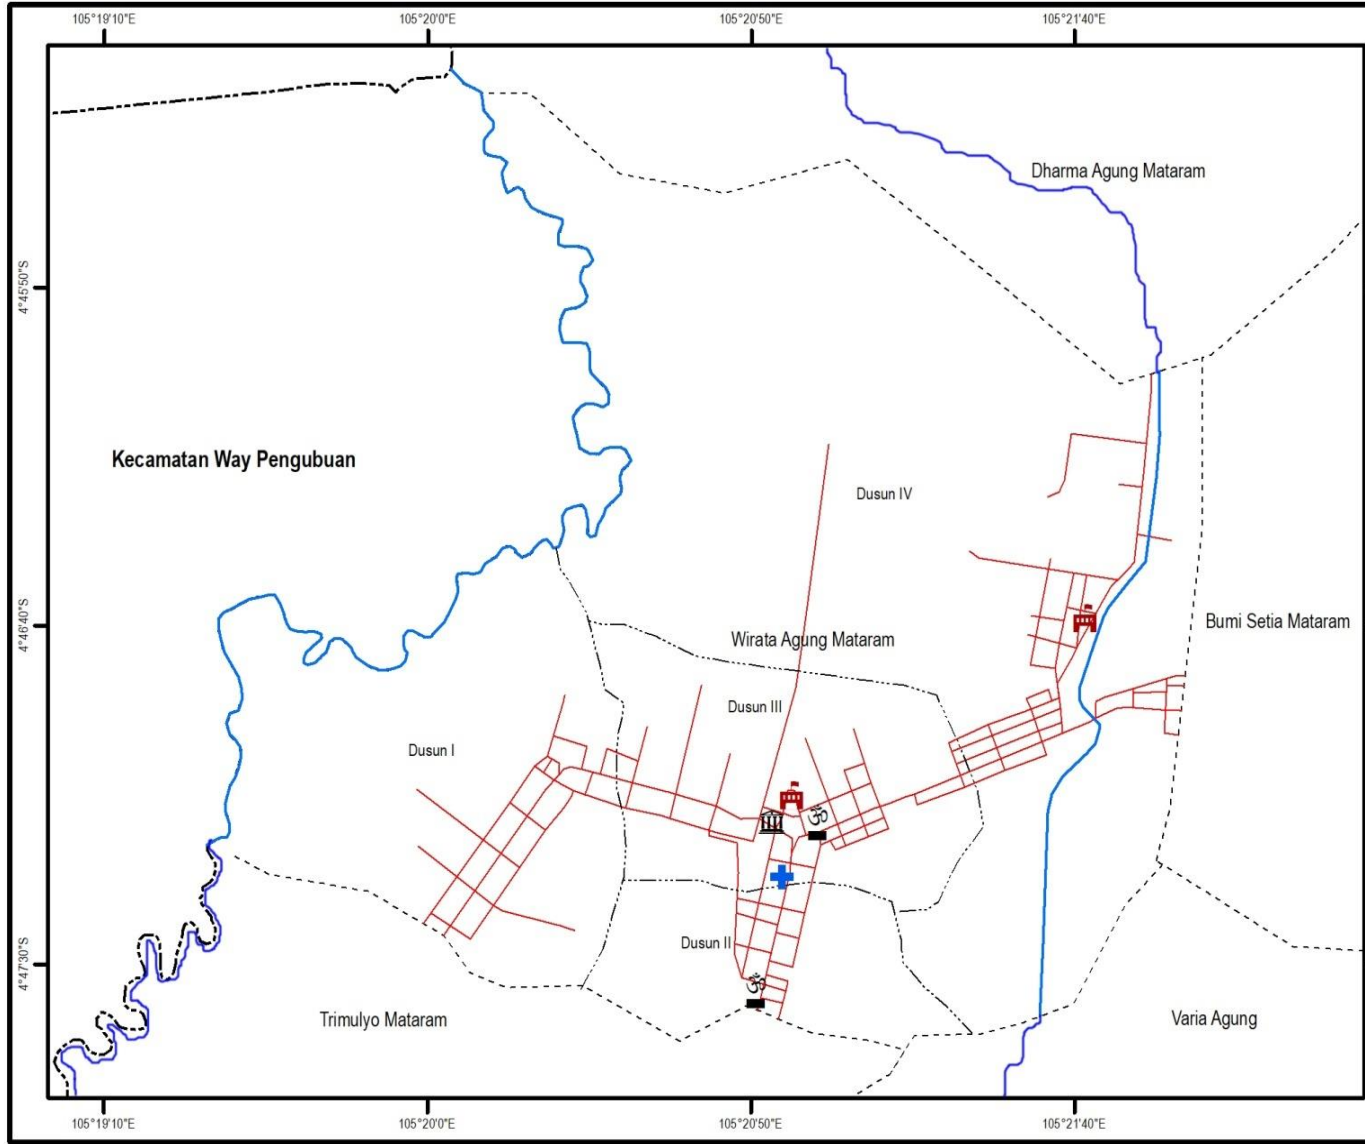 105°19'10"E
105°20'0"E
105°20'50"E
105°21'40"E
Dharma Agung Mataram
4°45'50"S
Kecamatan Way Pengubuan
Dusun IV
4°46'40"S
Bumi Setia Mataram
Wirata Agung Mataram
Dusun III
Dusun I
ॐ
Dusun II
4°47'30"S
ॐ
Trimulyo Mataram
Varia Agung
105°19'10"E
105°20'0"E
105°20'50"E
105°21'40"E